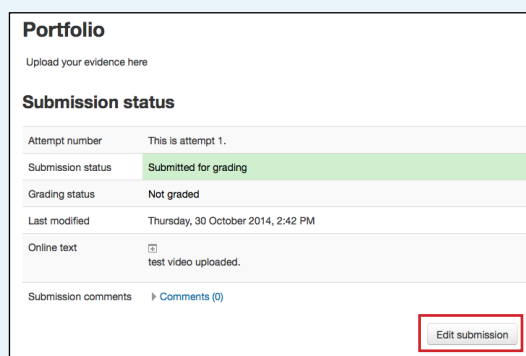 Portfolio
Upload your evidence here
Submission status
Attempt number This is attempt 1.
Submission status Submitted for grading
Grading status Not graded
Last modified Thursday, 30 October 2014, 2:42 PM
Online text
test video uploaded.
Submission comments Comments (0)
Edit submission